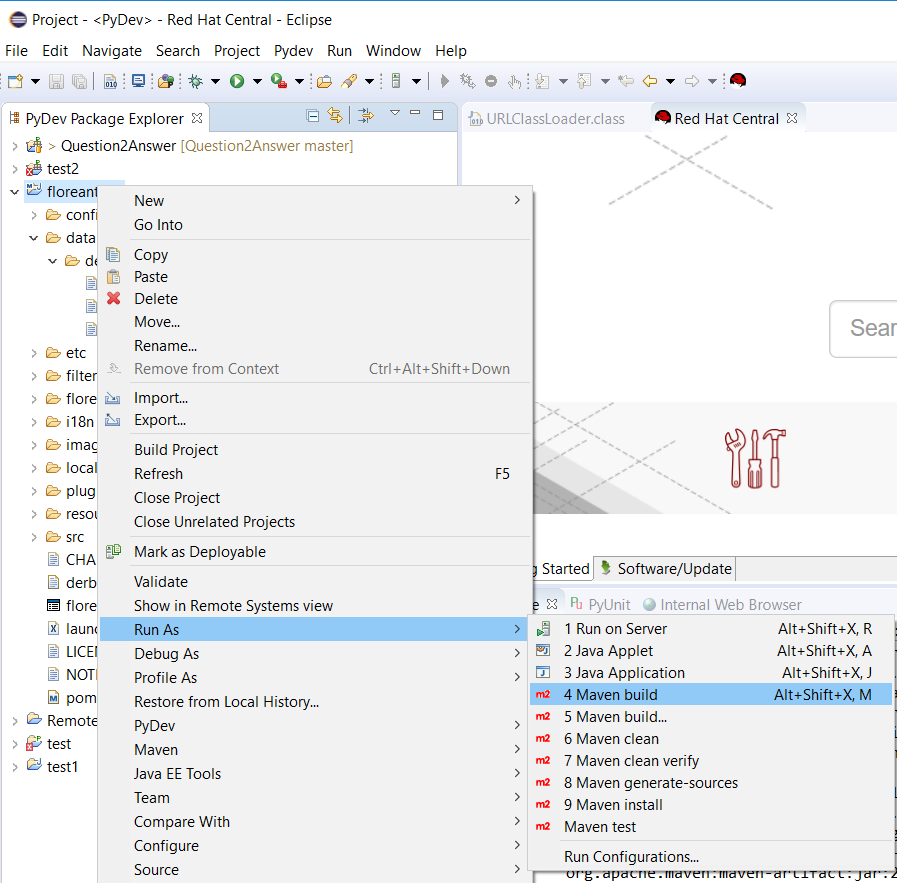 Project - <PyDev> - Red Hat Central - Eclipse
File Edit Navigate Search Project Pydev Run Window Help
PyDev Package Explorer
URLClassLoader.class
Red Hat Central
> Question2Answer [Question2Answer master]
test2
floreant
confi
data
de
etc
filter
flore
i18n
imag
local
plug
resou
src
CHA
derb
flore
launc
LICEN
NOTI
pom
Remote
test
test1
New
Go Into
Copy
Paste
Delete
Move...
Rename...
Remove from Context Ctrl+Alt+Shift+Down
Import...
Export...
Build Project
Refresh F5
Close Project
Close Unrelated Projects
Mark as Deployable
Validate
Show in Remote Systems view
Run As
Debug As
Profile As
Restore from Local History...
PyDev
Maven
Java EE Tools
Team
Compare With
Configure
Source
Sear
g Started
Software/Update
e
PyUnit
Internal Web Browser
1 Run on Server Alt+Shift+X, R
2 Java Applet Alt+Shift+X, A
3 Java Application Alt+Shift+X, J
m2 4 Maven build Alt+Shift+X, M
m2 5 Maven build...
m2 6 Maven clean
m2 7 Maven clean verify
m2 8 Maven generate-sources
m2 9 Maven install
m2 Maven test
Run Configurations...
org.apache.maven:maven-artifact:jar:2